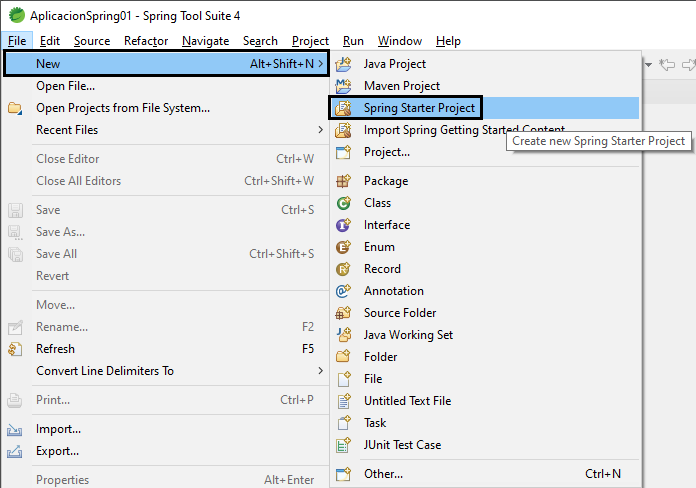 AplicacionSpring01 - Spring Tool Suite 4
File Edit Source Refactor Navigate Search Project Run Window Help
New Alt+Shift+N
Open File...
Open Projects from File System...
Recent Files
Close Editor Ctrl+W
Close All Editors Ctrl+Shift+W
Save Ctrl+S
Save As...
Save All Ctrl+Shift+S
Revert
Move...
Rename... F2
Refresh F5
Convert Line Delimiters To
Print... Ctrl+P
Import...
Export...
Properties Alt+Enter
Java Project
Maven Project
Spring Starter Project
Import Spring Getting Started Content
Create new Spring Starter Project
Project...
Package
Class
Interface
Enum
Record
Annotation
Source Folder
Java Working Set
Folder
File
Untitled Text File
Task
JUnit Test Case
Other... Ctrl+N